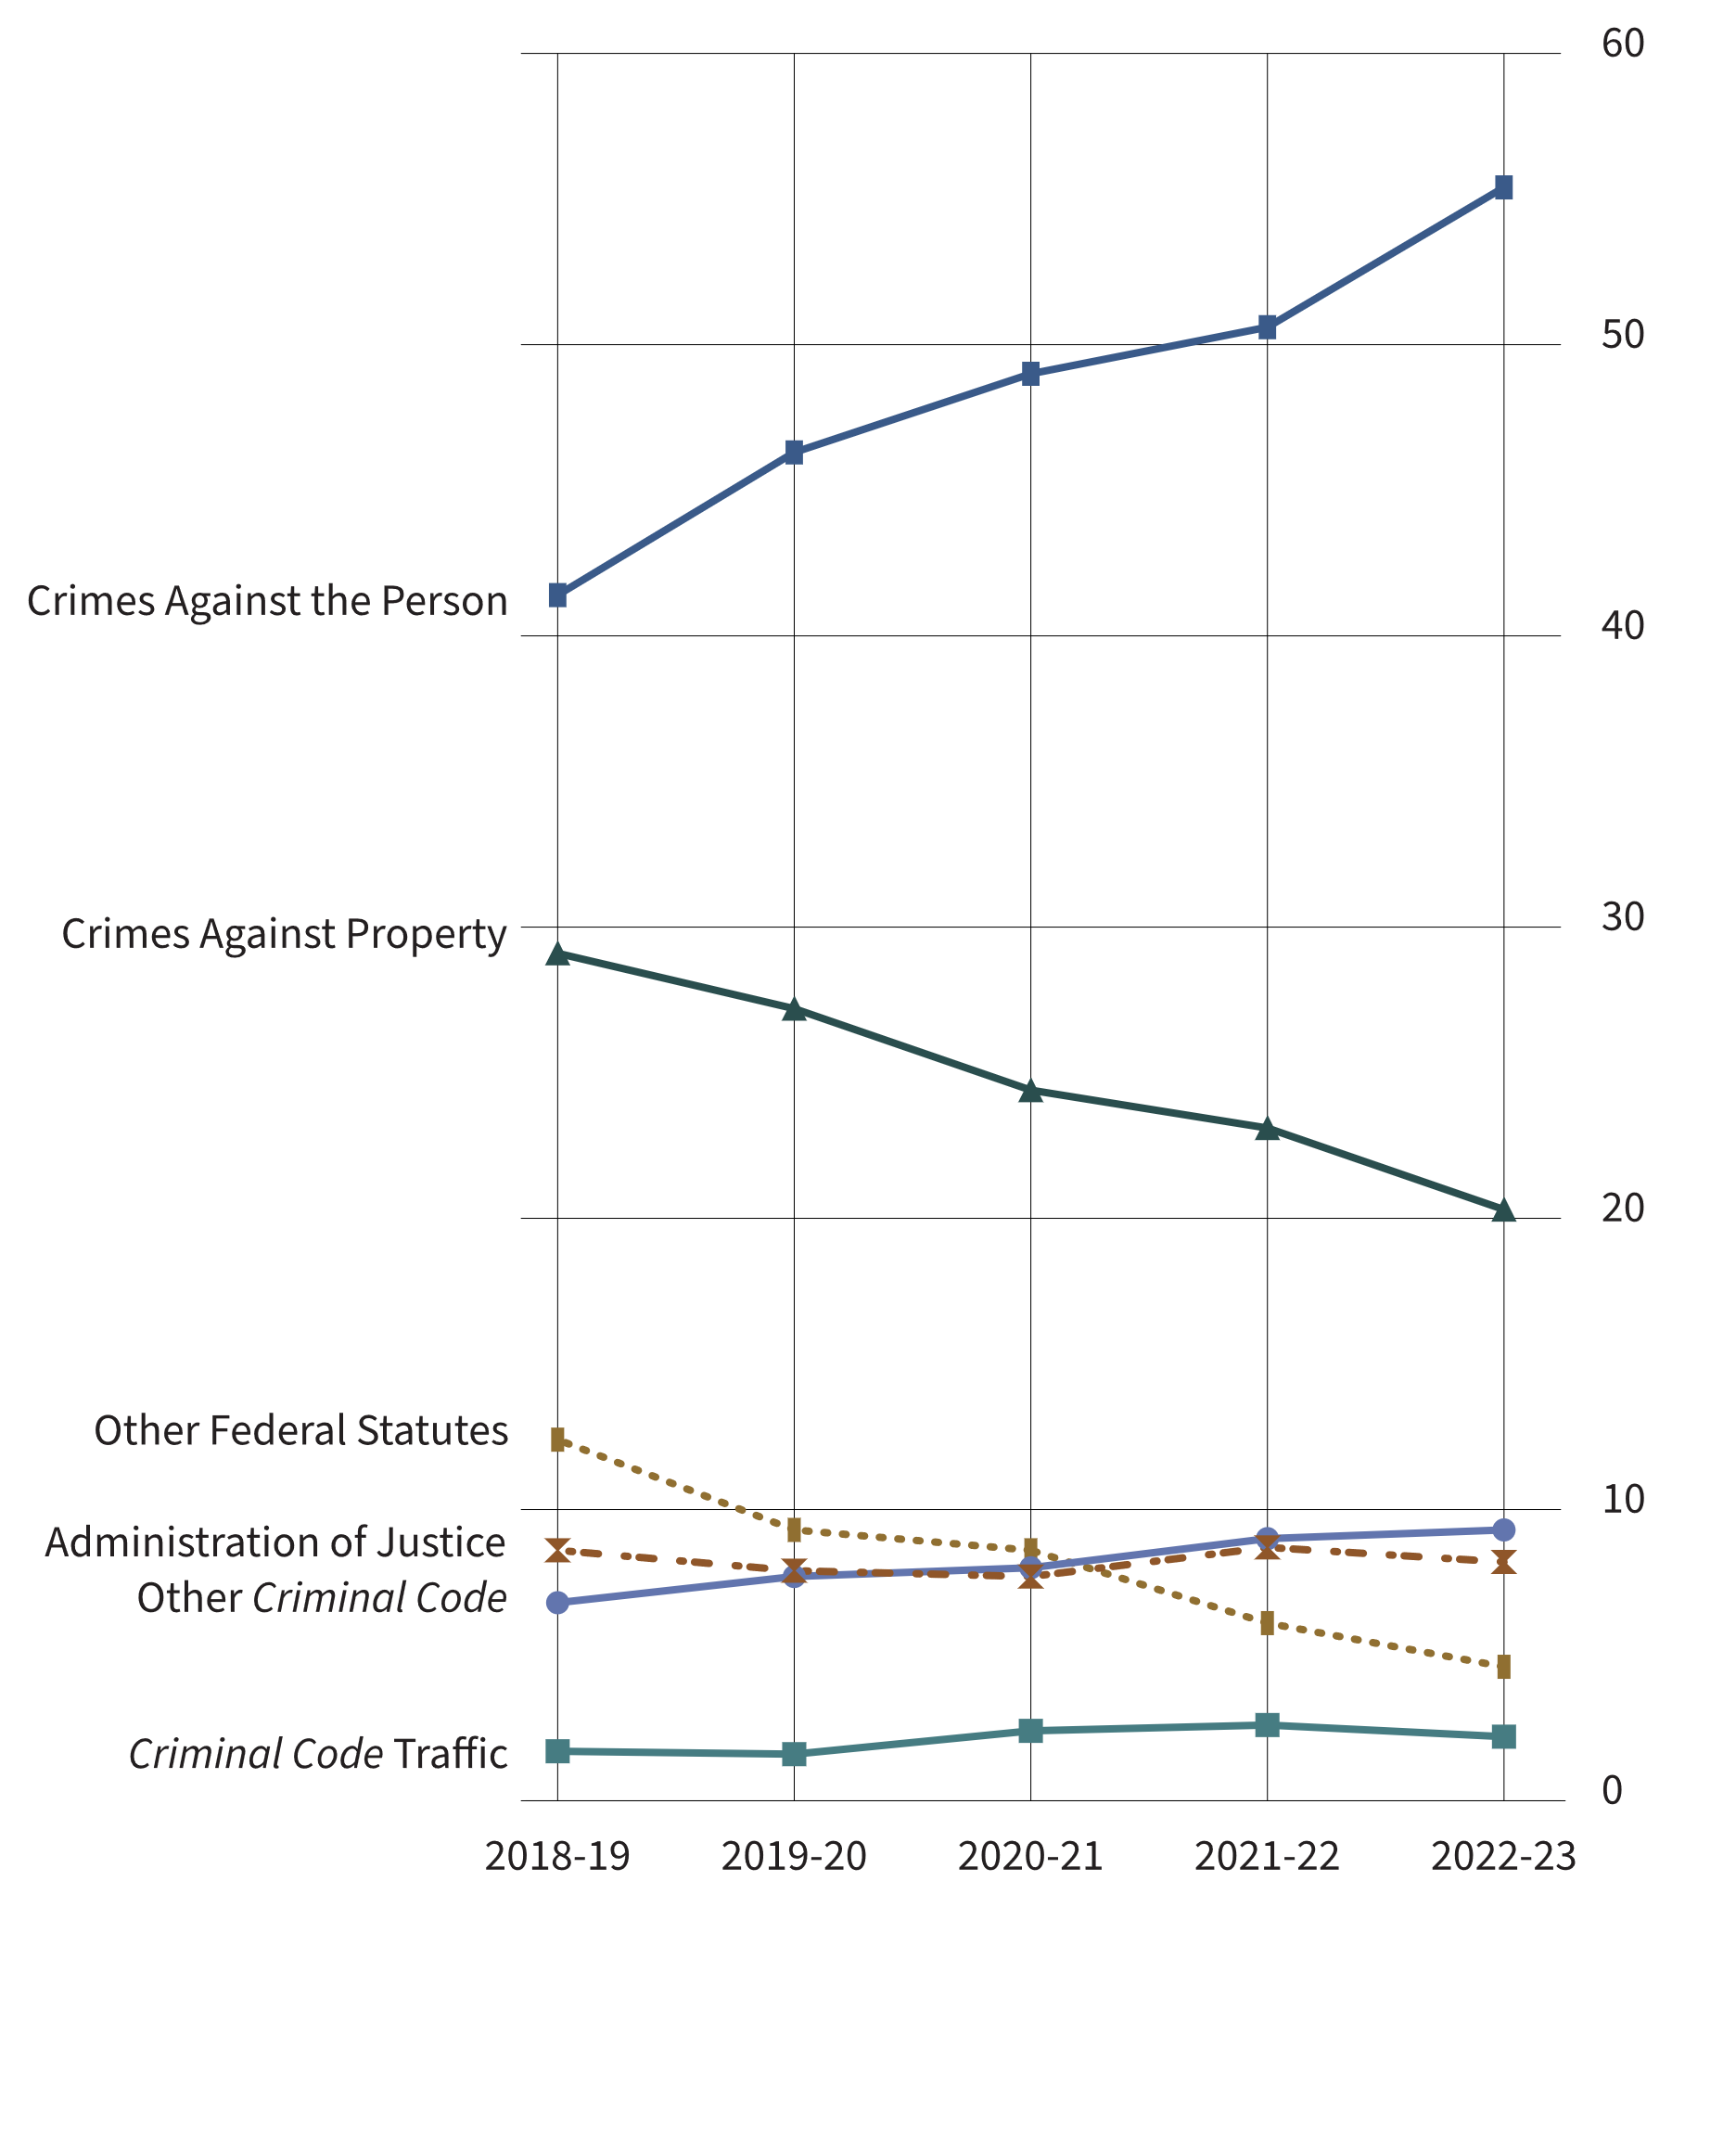 60
50
Crimes Against the Person
40
Crimes Against Property
30
20
Other Federal Statutes
10
Administration of Justice
Other Criminal Code
Criminal Code Traffic
0
2018-19 2019-20 2020-21 2021-22 2022-23